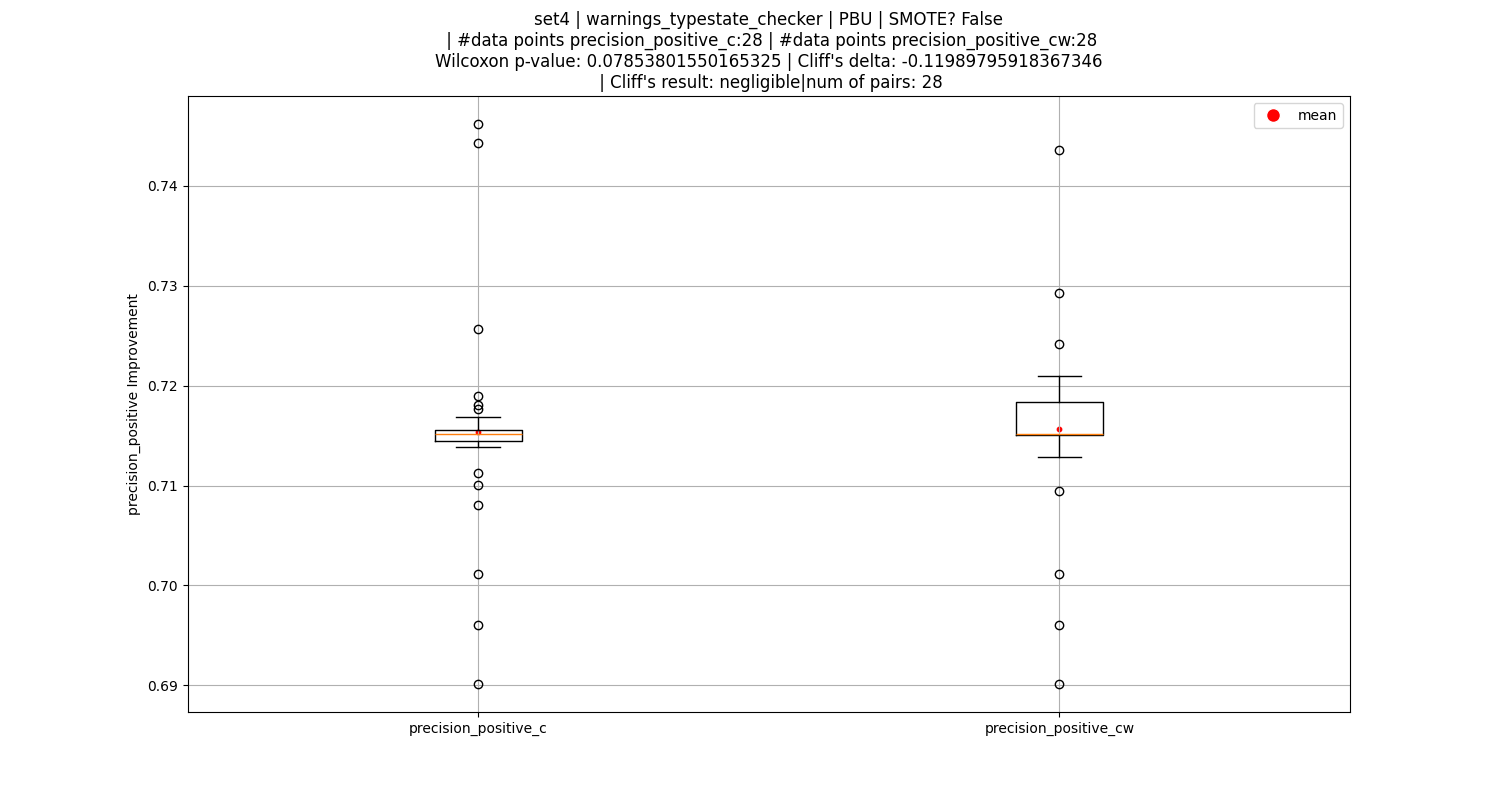 set4 | warnings_typestate_checker | PBU | SMOTE? False
| #data points precision_positive_c:28 | #data points precision_positive_cw:28
Wilcoxon p-value: 0.07853801550165325 | Cliff's delta: -0.11989795918367346
| Cliff's result: negligible|num of pairs: 28
mean
0.74
0.73
0.72
0.71
0.70
0.69
precision_positive Improvement
precision_positive_c
precision_positive_cw